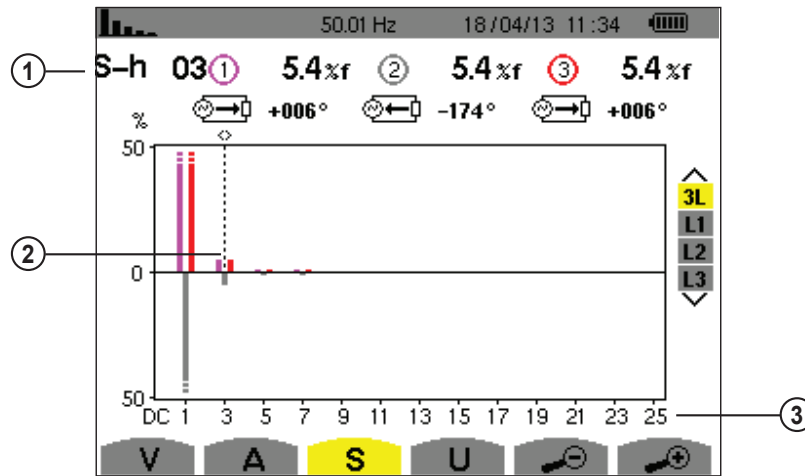 50.01 Hz 18/04/13 11:34
1 S-h 03 1 5.4 %f 2 5.4 %f 3 5.4 %f
+006° -174° +006°
%
50
3L
L1
2 L2
0 L3
50
DC 1 3 5 7 9 11 13 15 17 19 21 23 25 3
V A S U